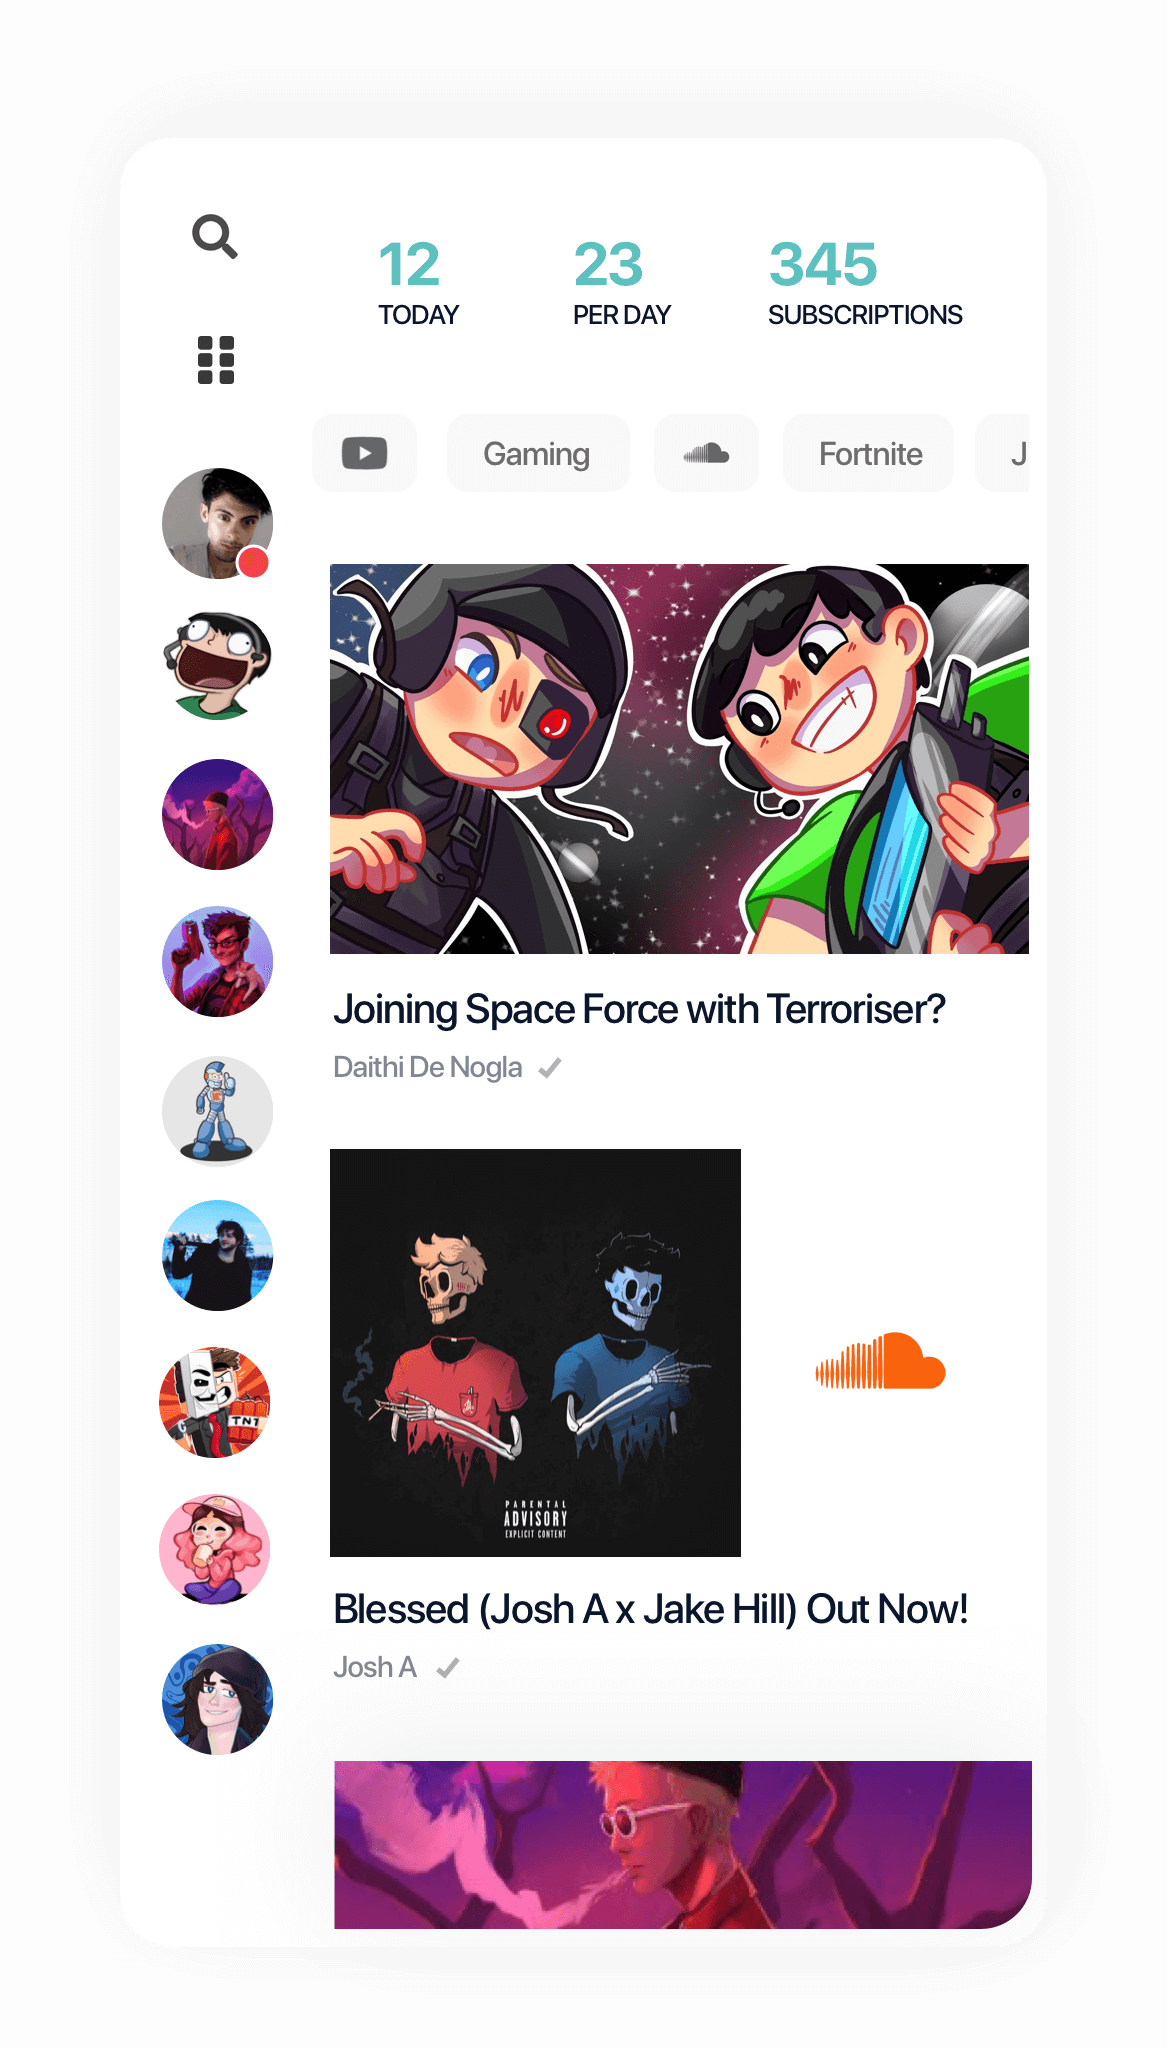 12
TODAY
23
PER DAY
345
SUBSCRIPTIONS
Gaming
Fortnite
J
Joining Space Force with Terroriser?
Daithi De Nogla
PARENTAL
ADVISORY
EXPLICIT CONTENT
TNT
Blessed (Josh A x Jake Hill) Out Now!
Josh A